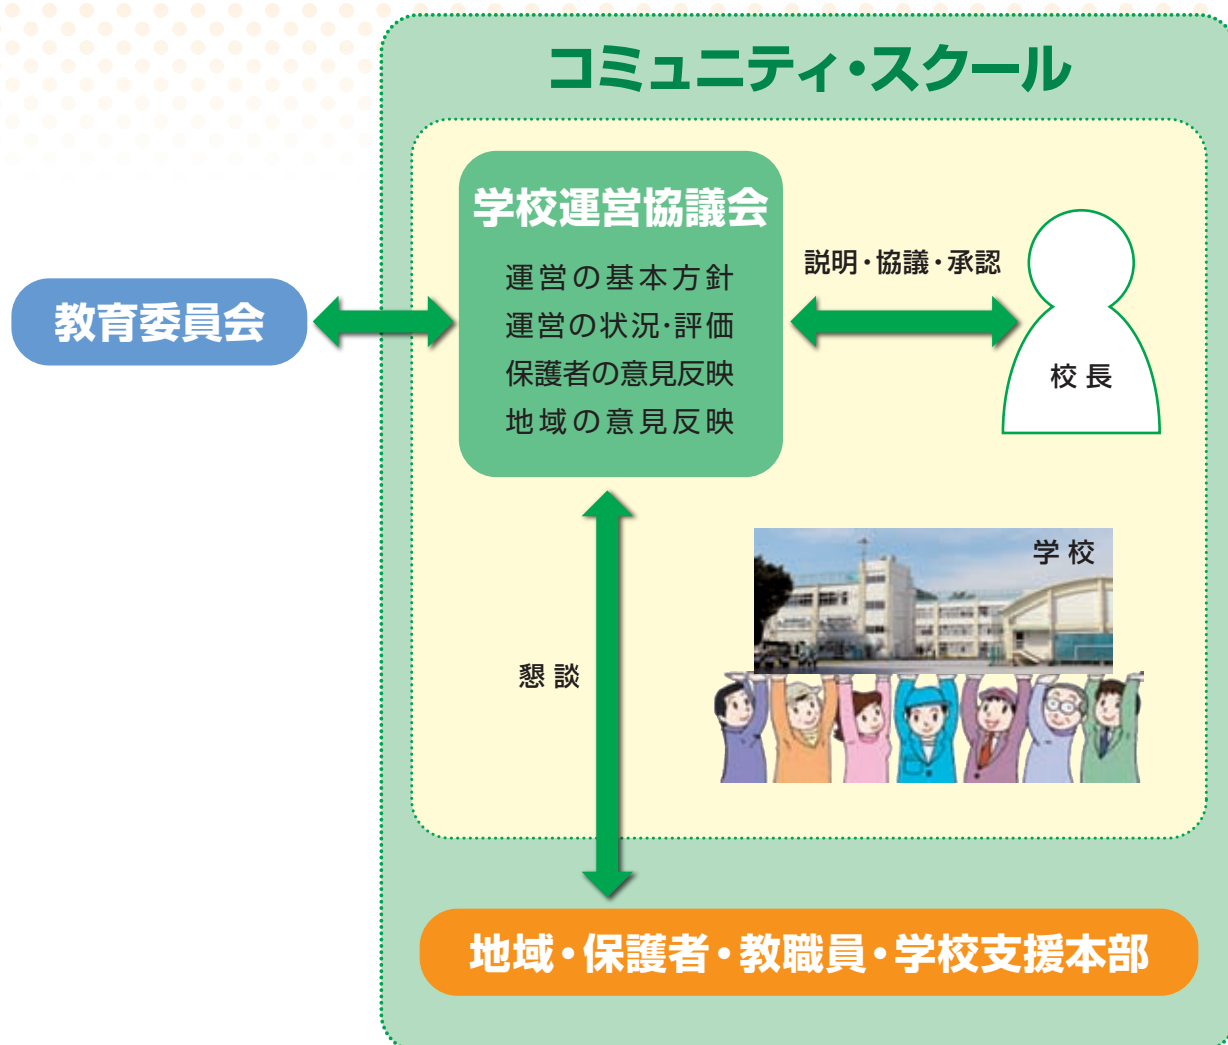 コミュニティ・スクール
学校運営協議会
運営の基本方針
運営の状況・評価
保護者の意見反映
地域の意見反映
教育委員会
説明・協議・承認
校長
学校
懇談
地域・保護者・教職員・学校支援本部